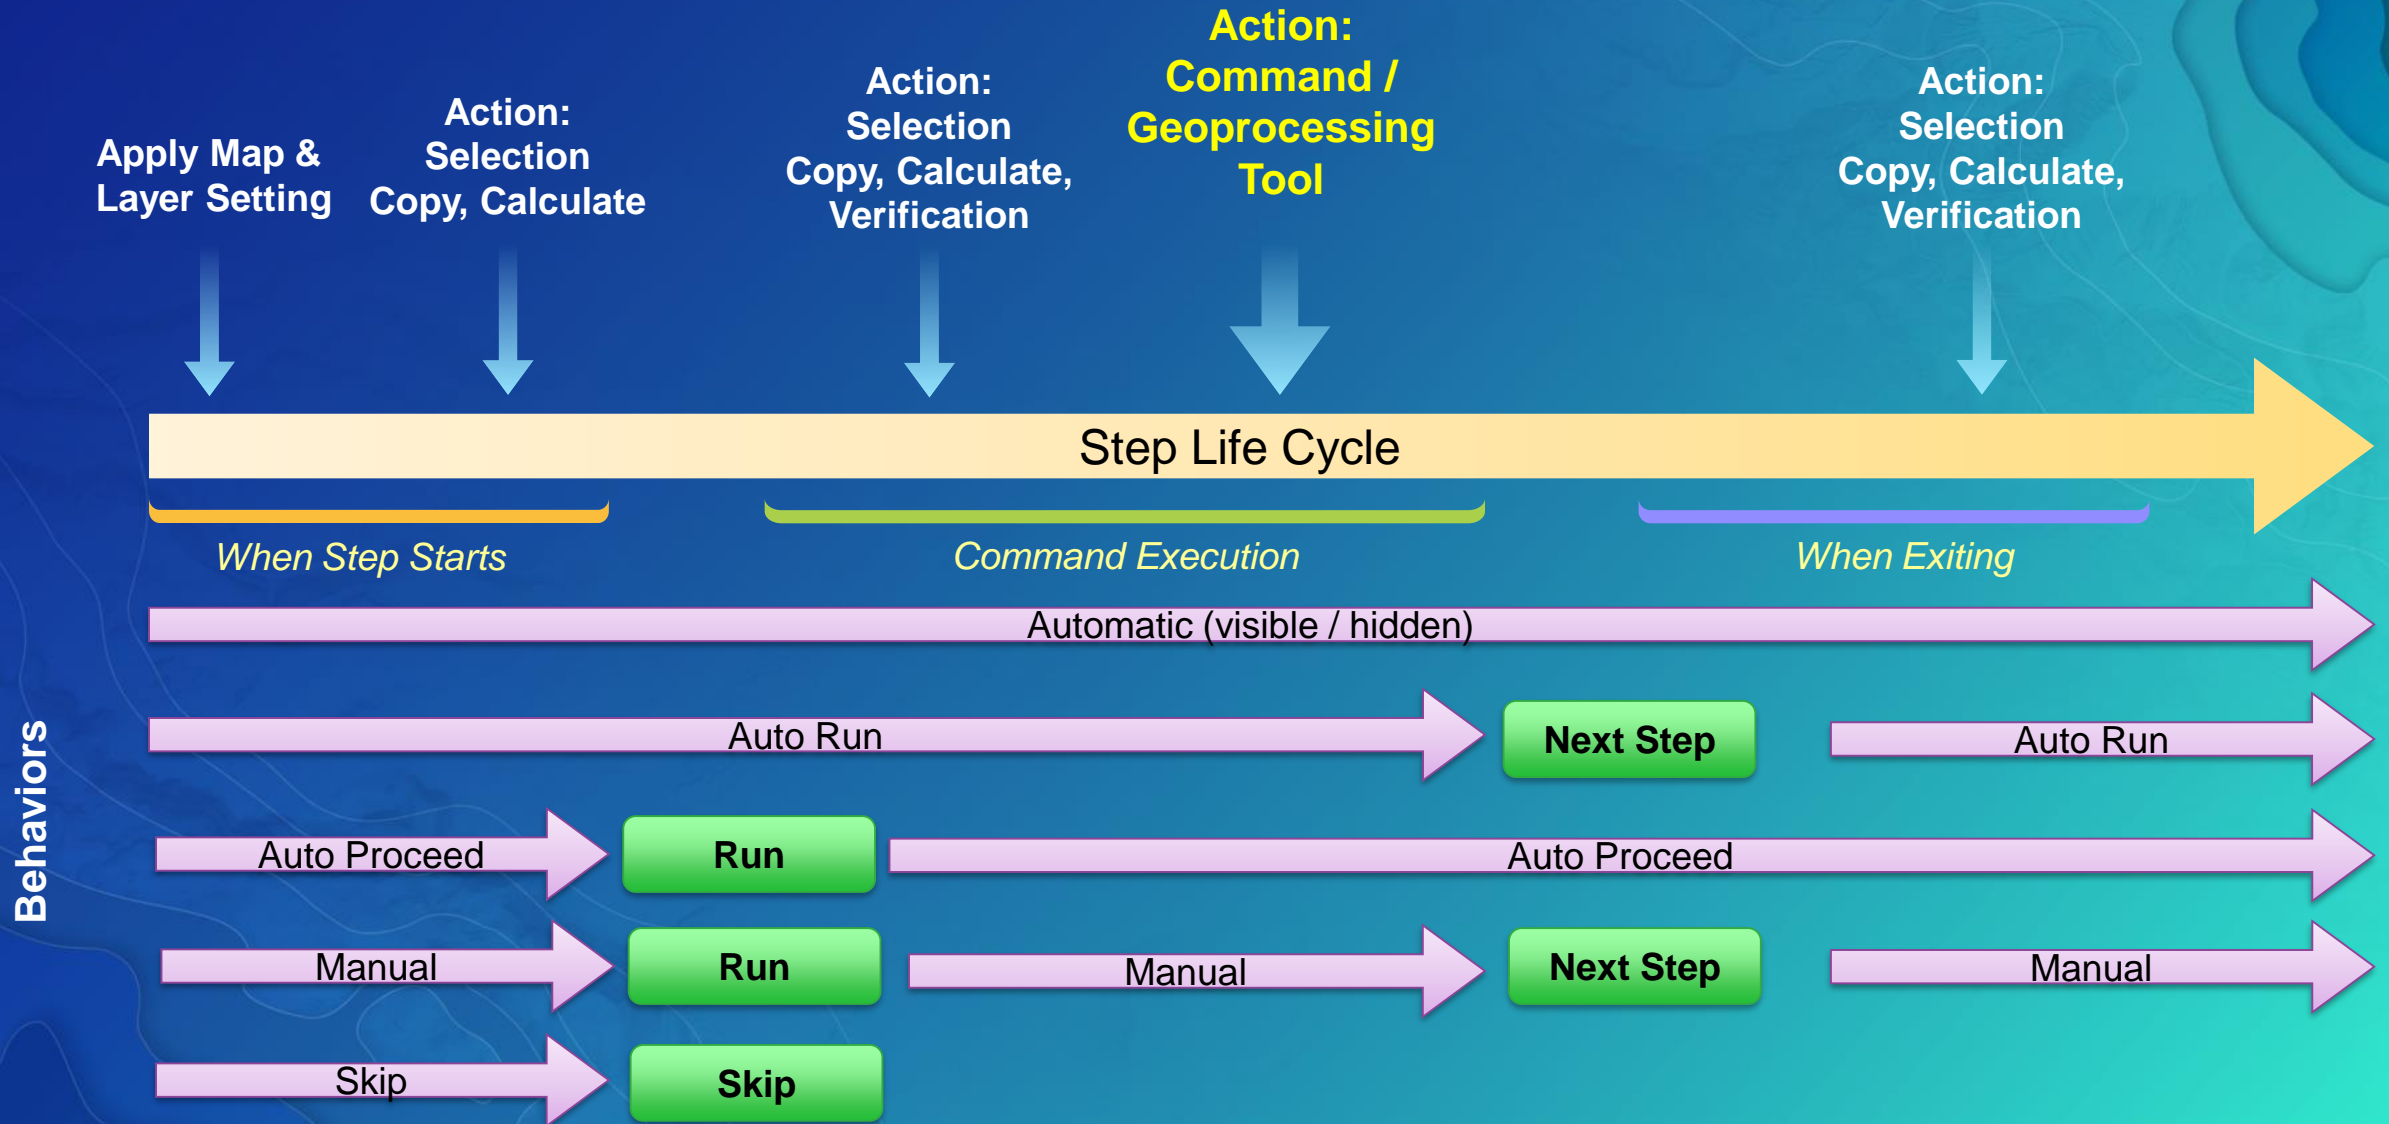 Apply Map &
Layer Setting
Action:
Selection
Copy, Calculate
Action:
Selection
Copy, Calculate,
Verification
Action:
Command /
Geoprocessing
Tool
Action:
Selection
Copy, Calculate,
Verification
Step Life Cycle
When Step Starts
Command Execution
When Exiting
Behaviors
Automatic (visible / hidden)
Auto Run
Next Step
Auto Run
Auto Proceed
Run
Auto Proceed
Manual
Run
Manual
Next Step
Manual
Skip
Skip